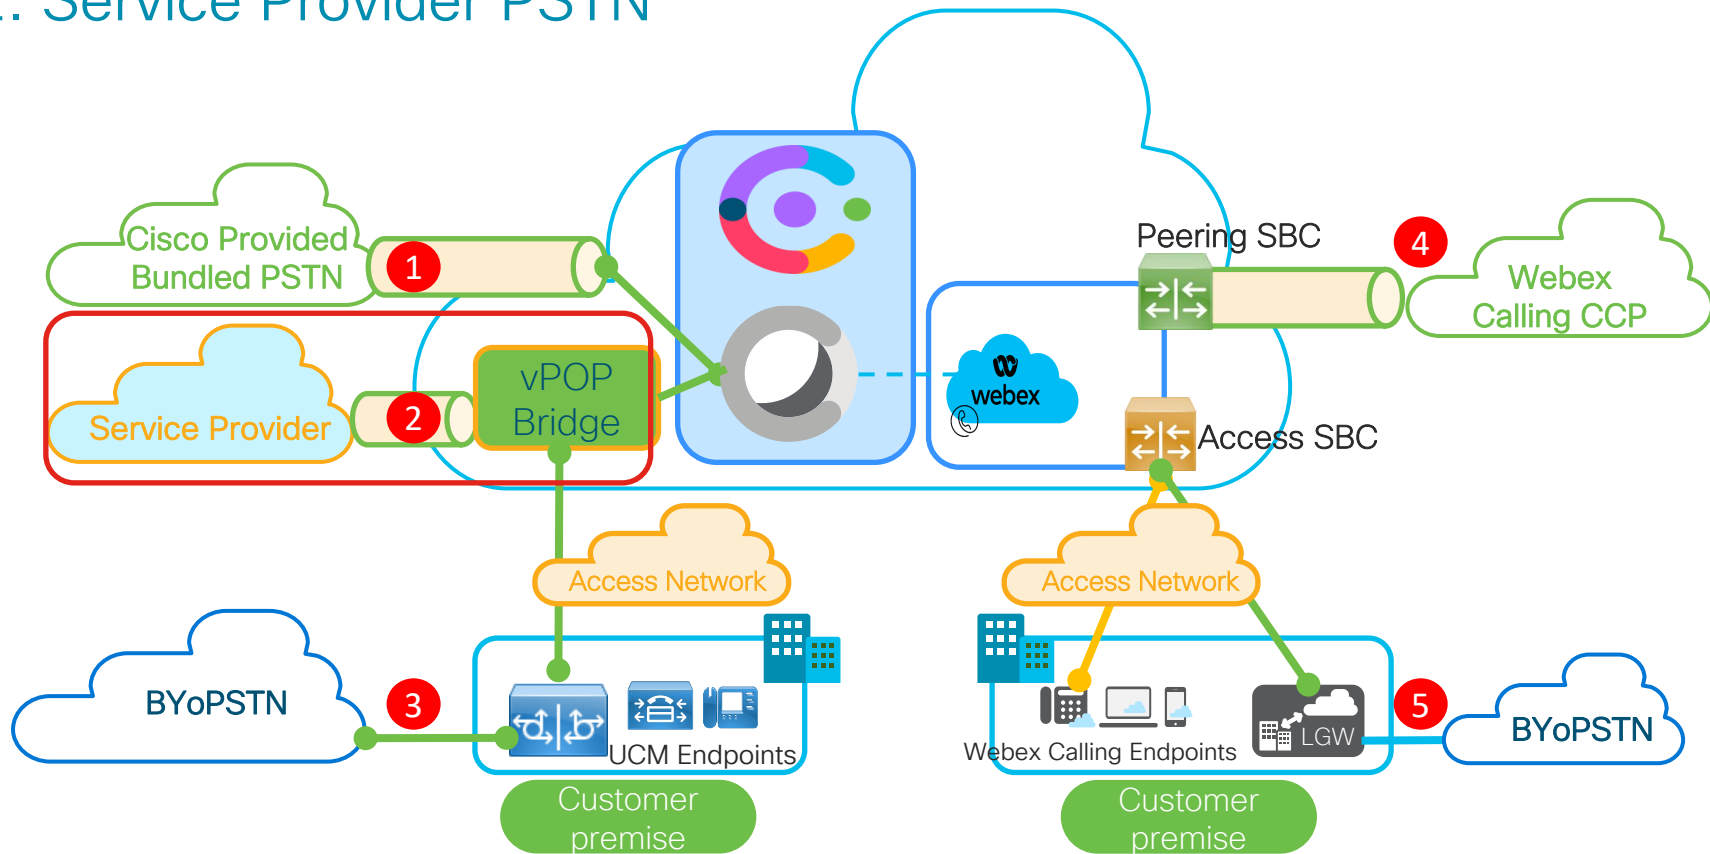 : Service Provider PSTN
Cisco Provided
Bundled PSTN
1
Peering SBC
4
Webex
Calling CCP
vPOP
Bridge
Service Provider
2
webex
Access SBC
Access Network
Access Network
BYoPSTN
3
UCM Endpoints
Customer
premise
Webex Calling Endpoints
LGW
5
BYoPSTN
Customer
premise